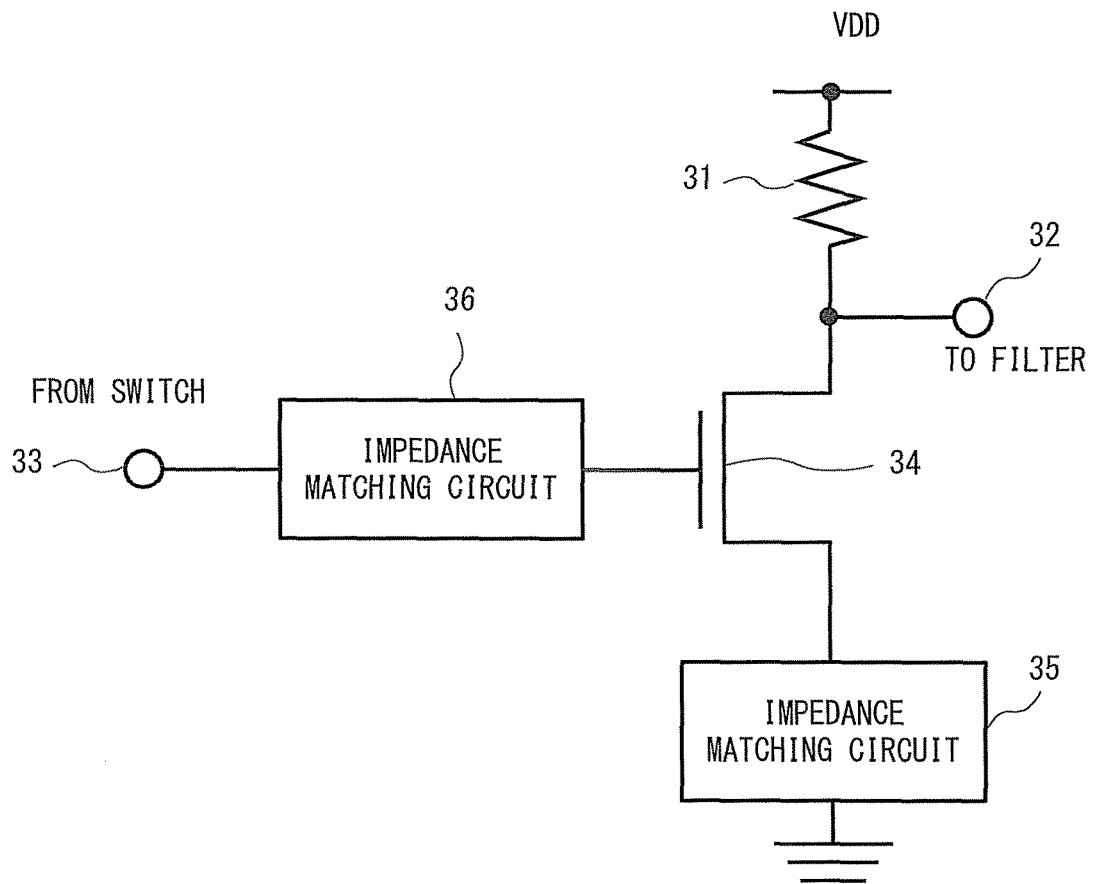 VDD
31
32
TO FILTER
36
FROM SWITCH
33
IMPEDANCE
MATCHING CIRCUIT
34
35
IMPEDANCE
MATCHING CIRCUIT